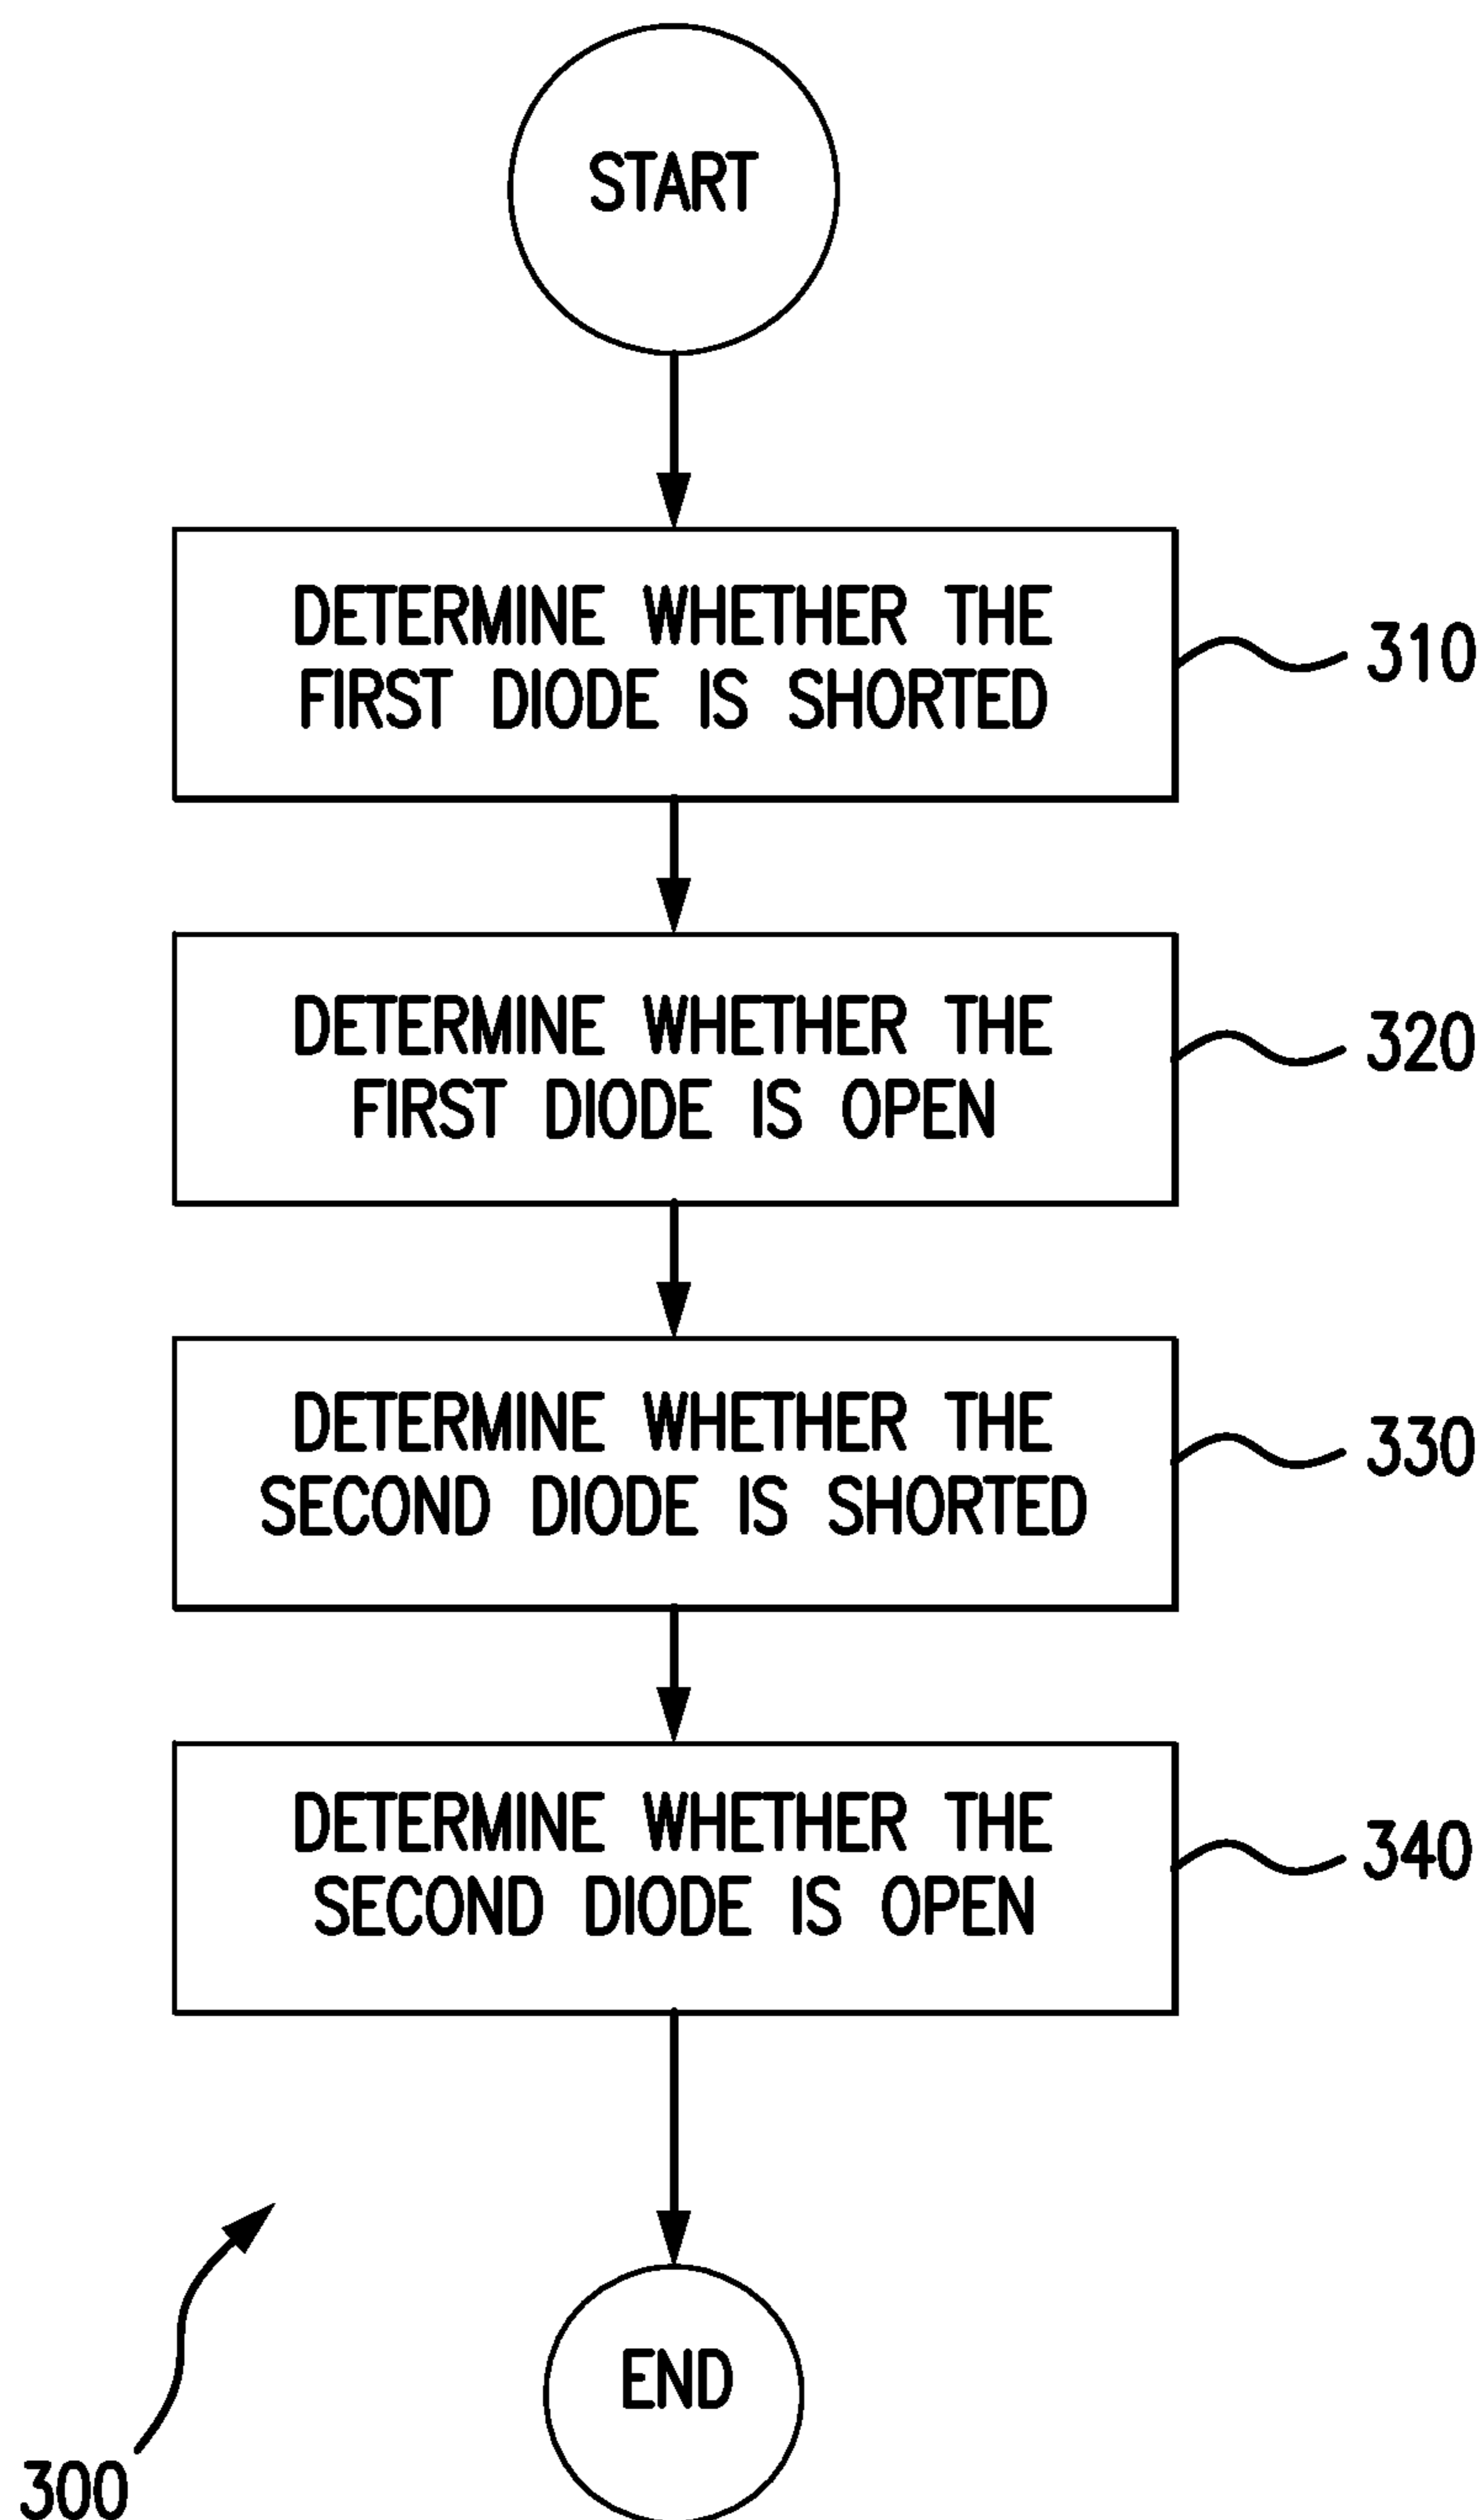 START
DETERMINE WHETHER THE
FIRST DIODE IS SHORTED
310
DETERMINE WHETHER THE
FIRST DIODE IS OPEN
320
DETERMINE WHETHER THE
SECOND DIODE IS SHORTED
330
DETERMINE WHETHER THE
SECOND DIODE IS OPEN
340
END
300